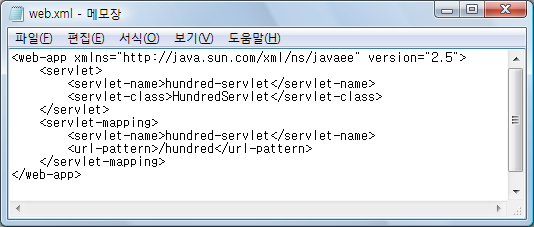 web.xml - 메모장
파일(F) 편집(E) 서식(O) 보기(V) 도움말(H)
<web-app xmlns="http://java.sun.com/xml/ns/javaee" version="2.5">
    <servlet>
        <servlet-name>hundred-servlet</servlet-name>
        <servlet-class>HundredServlet</servlet-class>
    </servlet>
    <servlet-mapping>
        <servlet-name>hundred-servlet</servlet-name>
        <url-pattern>/hundred</url-pattern>
    </servlet-mapping>
</web-app>